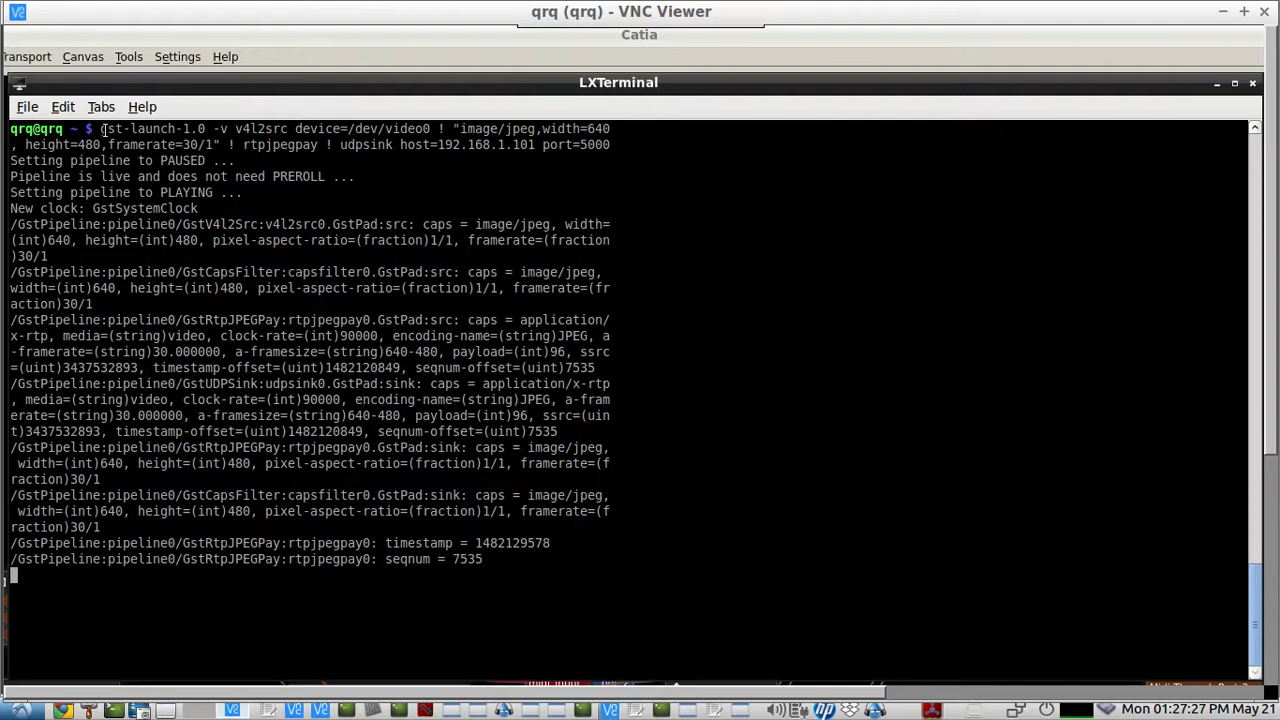 qrq (qrq) - VNC Viewer
Catia
ransport Canvas Tools Settings Help
LXTerminal
File Edit Tabs Help
qrq@qrq ~ $ gst-launch-1.0 -v v4l2src device=/dev/video0 ! "image/jpeg,width=640
, height=480,framerate=30/1" ! rtpjpegpay ! udpsink host=192.168.1.101 port=5000
Setting pipeline to PAUSED ...
Pipeline is live and does not need PREROLL ...
Setting pipeline to PLAYING ...
New clock: GstSystemClock
/GstPipeline:pipeline0/GstV4l2Src:v4l2src0.GstPad:src: caps = image/jpeg, width=
(int)640, height=(int)480, pixel-aspect-ratio=(fraction)1/1, framerate=(fraction
)30/1
/GstPipeline:pipeline0/GstCapsFilter:capsfilter0.GstPad:src: caps = image/jpeg,
width=(int)640, height=(int)480, pixel-aspect-ratio=(fraction)1/1, framerate=(fr
action)30/1
/GstPipeline:pipeline0/GstRtpJPEGPay:rtpjpegpay0.GstPad:src: caps = application/
x-rtp, media=(string)video, clock-rate=(int)90000, encoding-name=(string)JPEG, a
-framerate=(string)30.000000, a-framesize=(string)640-480, payload=(int)96, ssrc
=(uint)3437532893, timestamp-offset=(uint)1482120849, seqnum-offset=(uint)7535
/GstPipeline:pipeline0/GstUDPSink:udpsink0.GstPad:sink: caps = application/x-rtp
, media=(string)video, clock-rate=(int)90000, encoding-name=(string)JPEG, a-fram
erate=(string)30.000000, a-framesize=(string)640-480, payload=(int)96, ssrc=(uin
t)3437532893, timestamp-offset=(uint)1482120849, seqnum-offset=(uint)7535
/GstPipeline:pipeline0/GstRtpJPEGPay:rtpjpegpay0.GstPad:sink: caps = image/jpeg,
 width=(int)640, height=(int)480, pixel-aspect-ratio=(fraction)1/1, framerate=(f
raction)30/1
/GstPipeline:pipeline0/GstCapsFilter:capsfilter0.GstPad:sink: caps = image/jpeg,
 width=(int)640, height=(int)480, pixel-aspect-ratio=(fraction)1/1, framerate=(f
raction)30/1
/GstPipeline:pipeline0/GstRtpJPEGPay:rtpjpegpay0: timestamp = 1482129578
/GstPipeline:pipeline0/GstRtpJPEGPay:rtpjpegpay0: seqnum = 7535
Mon 01:27:27 PM May 21